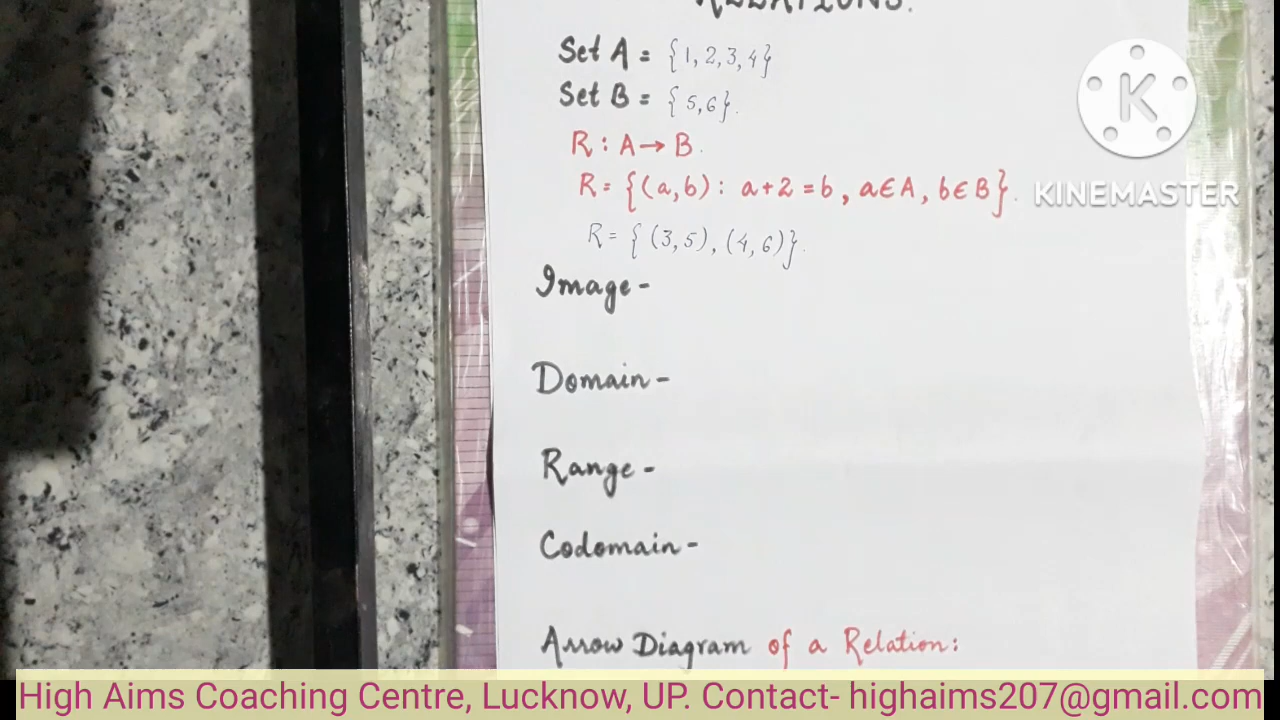 RELATIONS.
Set A = {1, 2, 3, 4}
Set B = {5, 6}.
R : A → B.
R = {(a, b) : a + 2 = b, a ∈ A, b ∈ B}.
R = {(3, 5), (4, 6)}.
Image -
Domain -
Range -
Codomain -
Arrow Diagram of a Relation:
K
KINEMASTER
High Aims Coaching Centre, Lucknow, UP. Contact- highaims207@gmail.com